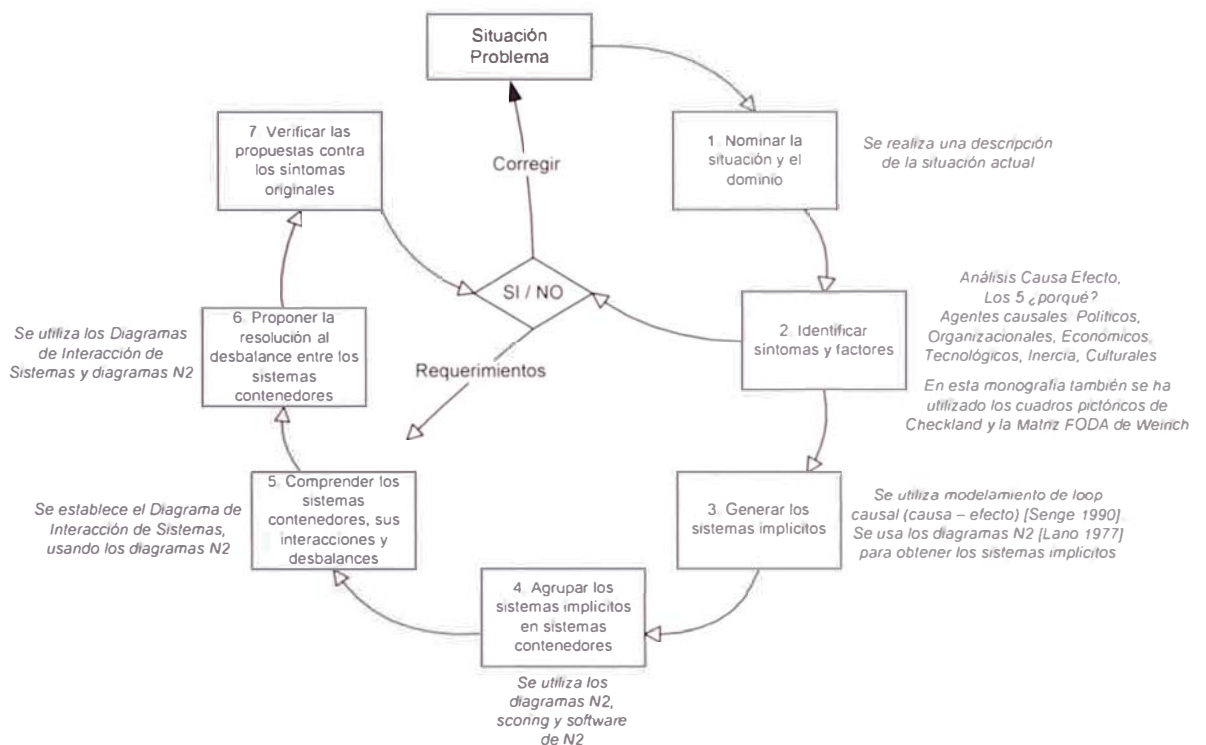 Situación
Problema
1. Nominar la
situación y el
dominio
Se realiza una descripción
de la situación actual
7. Verificar las
propuestas contra
los síntomas
originales
Corregir
SI / NO
Requerimientos
2. Identificar
síntomas y factores
Análisis Causa Efecto,
Los 5 ¿porqué?
Agentes causales: Políticos,
Organizacionales, Económicos,
Tecnológicos, Inercia, Culturales
En esta monografía también se ha
utilizado los cuadros pictóricos de
Checkland y la Matriz FODA de Weirich
6. Proponer la
resolución al
desbalance entre los
sistemas
contenedores
Se utiliza los Diagramas
de Interacción de
Sistemas y diagramas N2
3. Generar los
sistemas implícitos
Se utiliza modelamiento de loop
causal (causa – efecto) [Senge 1990].
Se usa los diagramas N2 [Lano 1977]
para obtener los sistemas implícitos
5. Comprender los
sistemas
contenedores, sus
interacciones y
desbalances
Se establece el Diagrama de
Interacción de Sistemas,
usando los diagramas N2
4. Agrupar los
sistemas implícitos
en sistemas
contenedores
Se utiliza los
diagramas N2,
scoring y software
de N2